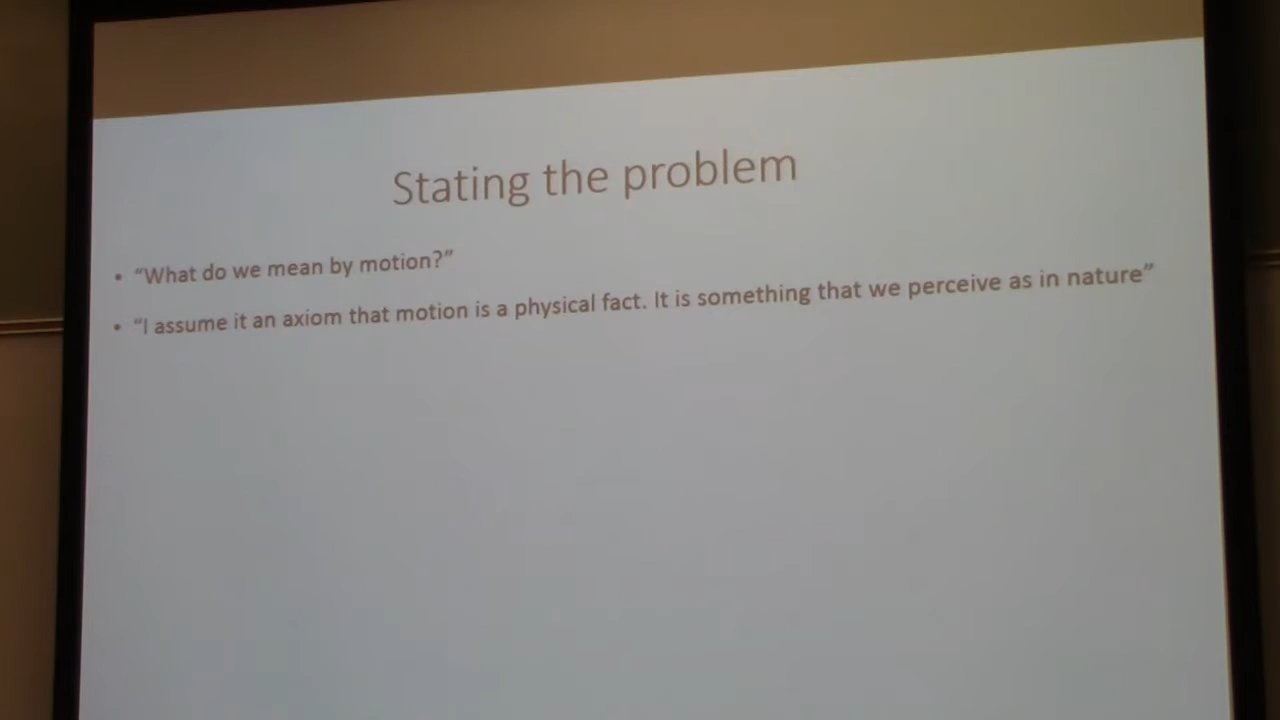 Stating the problem
• “What do we mean by motion?”
• “I assume it an axiom that motion is a physical fact. It is something that we perceive as in nature”